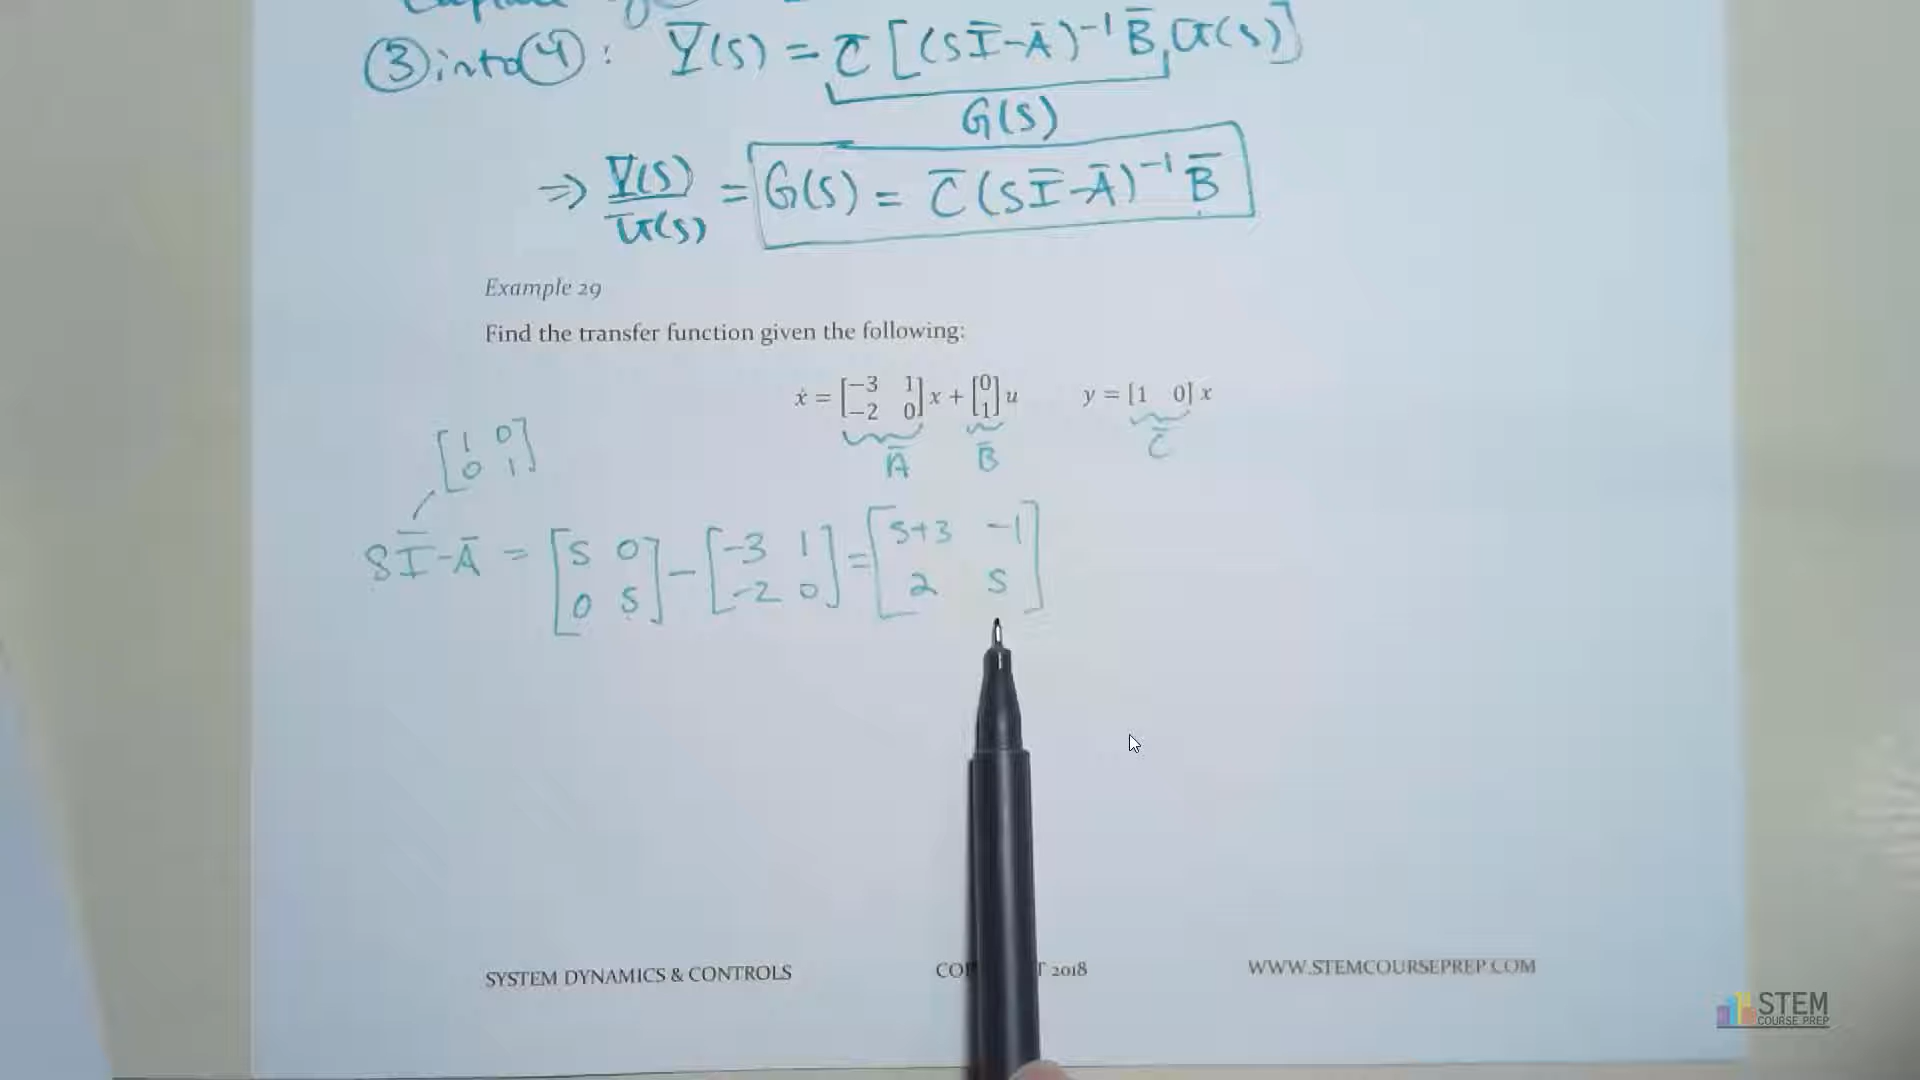 ③ into ④ : Y̅(s) = C̅ [(sI̅-A̅)⁻¹ B̅ U(s)]
G(s)
⇒ Y(s)/U(s) = G(s) = C̅ (sI̅-A̅)⁻¹ B̅
Example 29
Find the transfer function given the following:
ẋ = [−3 1; −2 0] x + [0; 1] u y = [1 0] x
A̅ B̅ C̅
[1 0; 0 1]
sI̅-A̅ = [s 0; 0 s] - [-3 1; -2 0] = [s+3 -1; 2 s]
SYSTEM DYNAMICS & CONTROLS 2018 WWW.STEMCOURSEPREP.COM
STEM
COURSE PREP